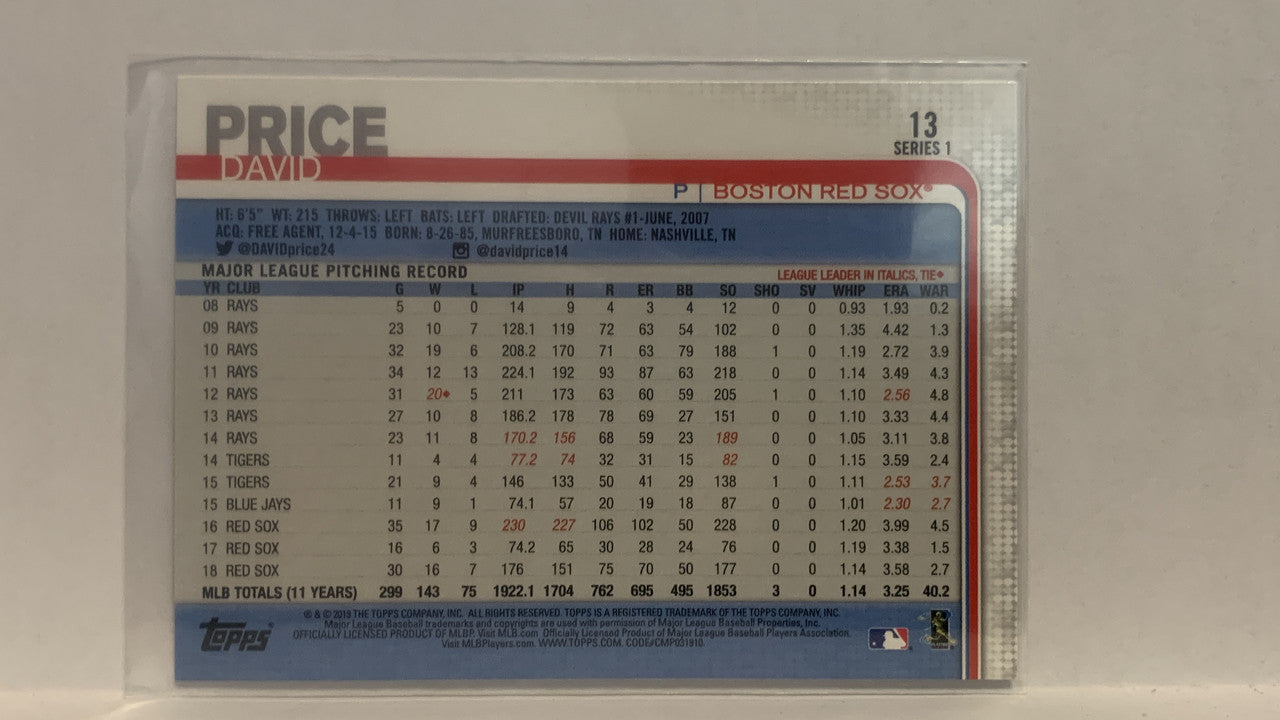 PRICE
DAVID
13
SERIES 1
P | BOSTON RED SOX®
HT: 6'5" WT: 215 THROWS: LEFT BATS: LEFT DRAFTED: DEVIL RAYS #1-JUNE, 2007
ACQ: FREE AGENT, 12-4-15 BORN: 8-26-85, MURFREESBORO, TN HOME: NASHVILLE, TN
@DAVIDprice24 @davidprice14
MAJOR LEAGUE PITCHING RECORD LEAGUE LEADER IN ITALICS, TIE♦
YR CLUB G W L IP H R ER BB SO SHO SV WHIP ERA WAR
08 RAYS 5 0 0 14 9 4 3 4 12 0 0 0.93 1.93 0.2
09 RAYS 23 10 7 128.1 119 72 63 54 102 0 0 1.35 4.42 1.3
10 RAYS 32 19 6 208.2 170 71 63 79 188 1 0 1.19 2.72 3.9
11 RAYS 34 12 13 224.1 192 93 87 63 218 0 0 1.14 3.49 4.3
12 RAYS 31 20♦ 5 211 173 63 60 59 205 1 0 1.10 2.56 4.8
13 RAYS 27 10 8 186.2 178 78 69 27 151 0 0 1.10 3.33 4.4
14 RAYS 23 11 8 170.2 156 68 59 23 189 0 0 1.05 3.11 3.8
14 TIGERS 11 4 4 77.2 74 32 31 15 82 0 0 1.15 3.59 2.4
15 TIGERS 21 9 4 146 133 50 41 29 138 1 0 1.11 2.53 3.7
15 BLUE JAYS 11 9 1 74.1 57 20 19 18 87 0 0 1.01 2.30 2.7
16 RED SOX 35 17 9 230 227 106 102 50 228 0 0 1.20 3.99 4.5
17 RED SOX 16 6 3 74.2 65 30 28 24 76 0 0 1.19 3.38 1.5
18 RED SOX 30 16 7 176 151 75 70 50 177 0 0 1.14 3.58 2.7
MLB TOTALS (11 YEARS) 299 143 75 1922.1 1704 762 695 495 1853 3 0 1.14 3.25 40.2
® & © 2019 THE TOPPS COMPANY, INC. ALL RIGHTS RESERVED. TOPPS IS A REGISTERED TRADEMARK OF THE TOPPS COMPANY, INC.
Major League Baseball trademarks and copyrights are used with permission of Major League Baseball Properties, Inc.
OFFICIALLY LICENSED PRODUCT OF MLBP. Visit MLB.com Officially Licensed Product of Major League Baseball Players Association.
Visit MLBPlayers.com. WWW.TOPPS.COM. CODE#CMP031910.
Topps®